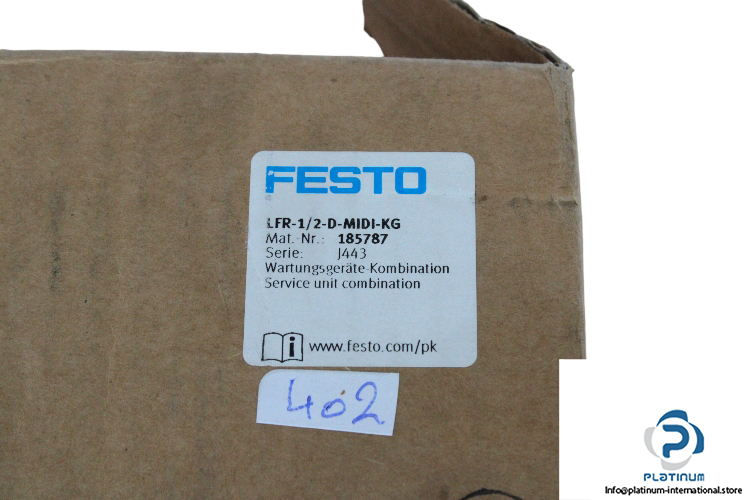 FESTO
LFR-1/2-D-MIDI-KG
Mat.-Nr.: 185787
Serie: J443
Wartungsgeräte-Kombination
Service unit combination
i www.festo.com/pk
402
PLATINUM
Info@platinum-international.store